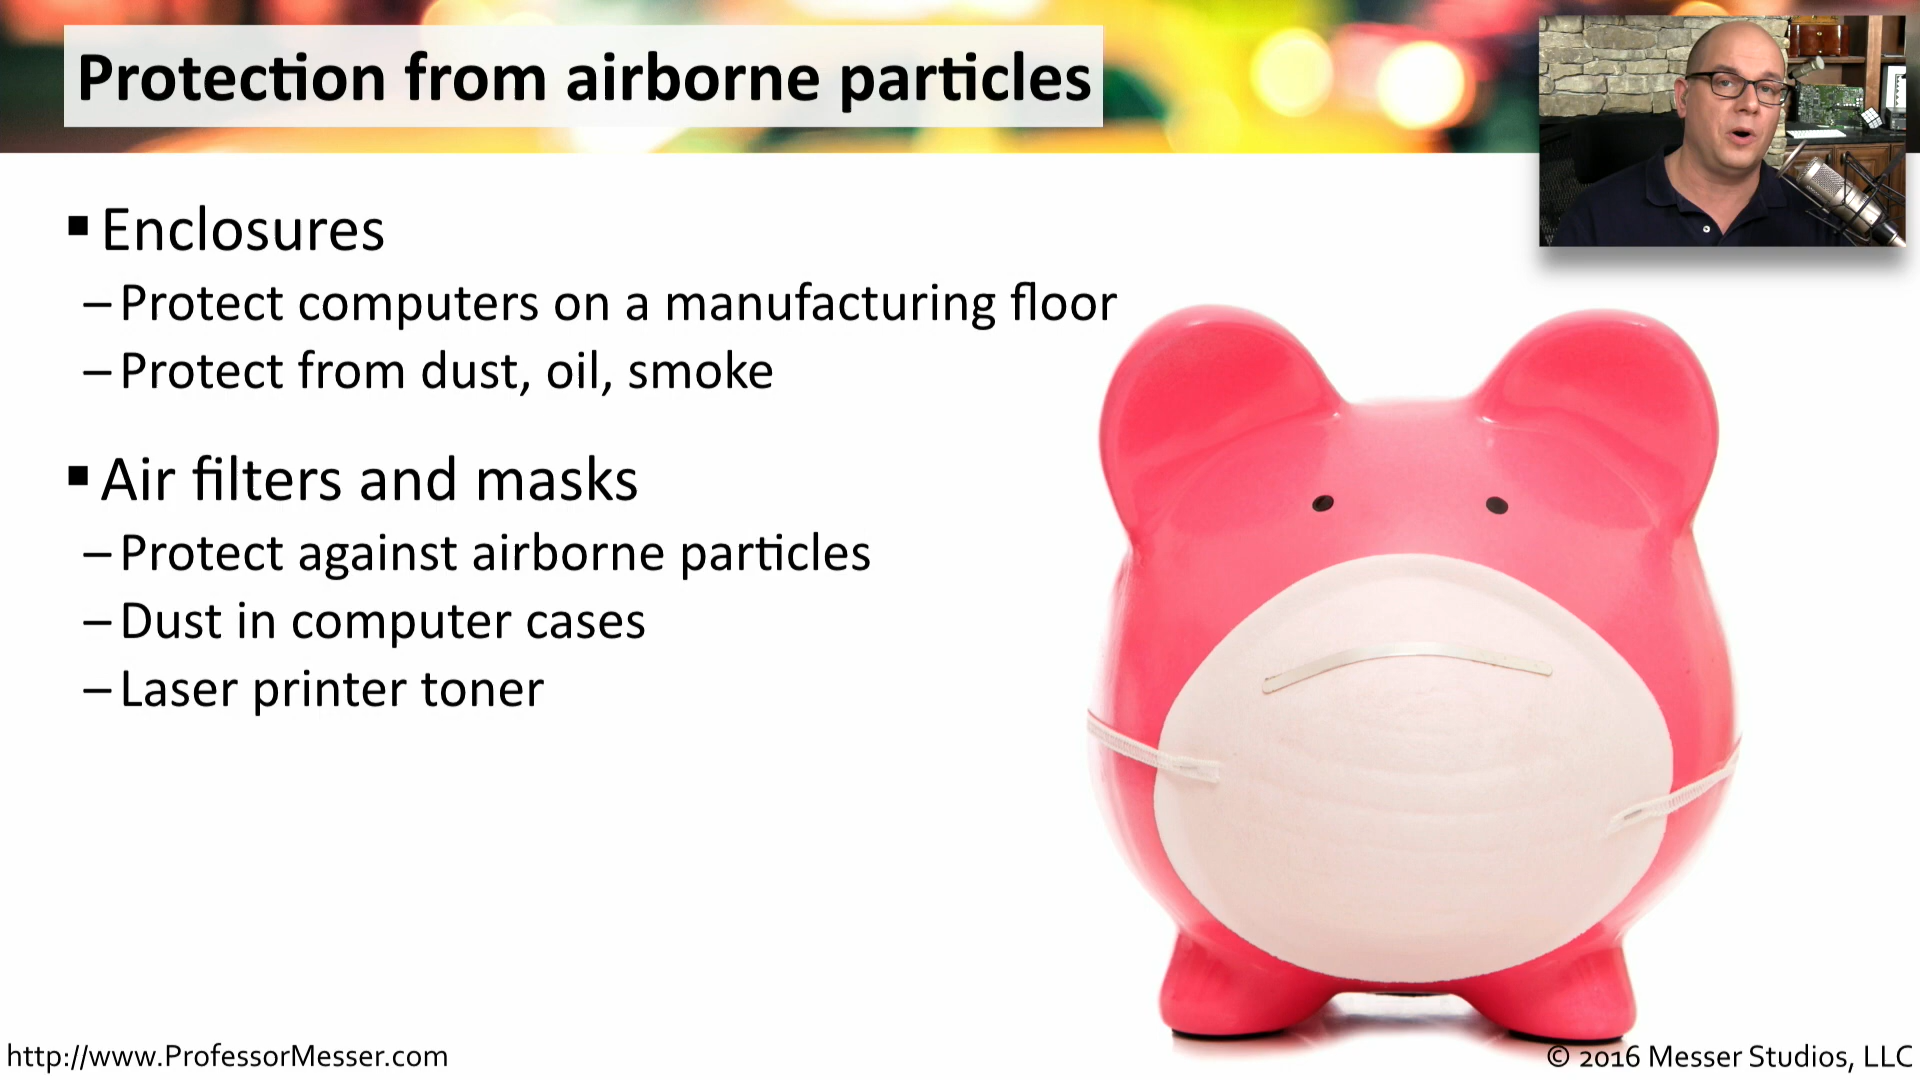 Protection from airborne particles
▪ Enclosures
– Protect computers on a manufacturing floor
– Protect from dust, oil, smoke
▪ Air filters and masks
– Protect against airborne particles
– Dust in computer cases
– Laser printer toner
http://www.ProfessorMesser.com
© 2016 Messer Studios, LLC